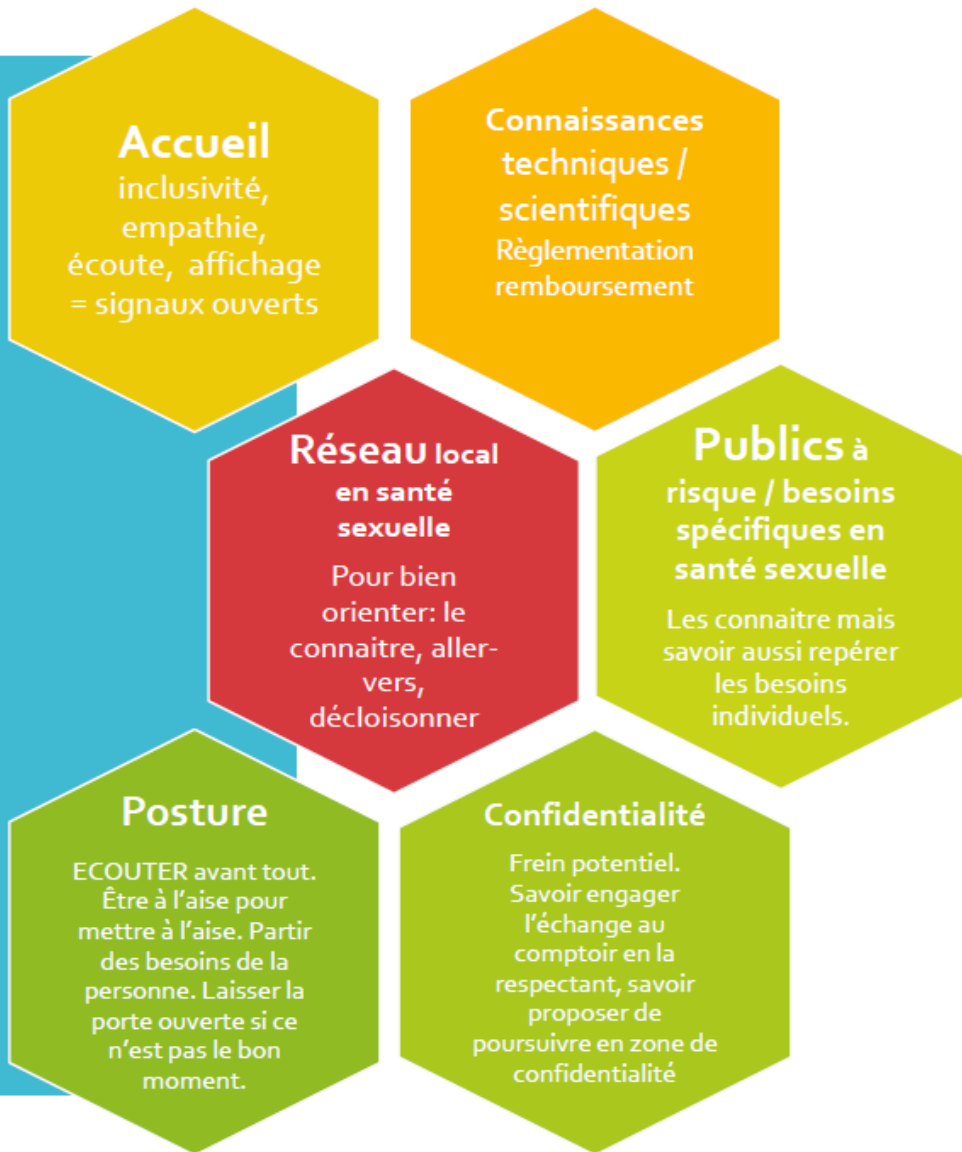 Accueil
inclusivité,
empathie,
écoute, affichage
= signaux ouverts
Connaissances
techniques /
scientifiques
Règlementation
remboursement
Réseau local
en santé
sexuelle
Pour bien
orienter: le
connaitre, aller-
vers,
décloisonner
Publics à
risque / besoins
spécifiques en
santé sexuelle
Les connaitre mais
savoir aussi repérer
les besoins
individuels.
Posture
ECOUTER avant tout.
Être à l'aise pour
mettre à l'aise. Partir
des besoins de la
personne. Laisser la
porte ouverte si ce
n'est pas le bon
moment.
Confidentialité
Frein potentiel.
Savoir engager
l'échange au
comptoir en la
respectant, savoir
proposer de
poursuivre en zone de
confidentialité